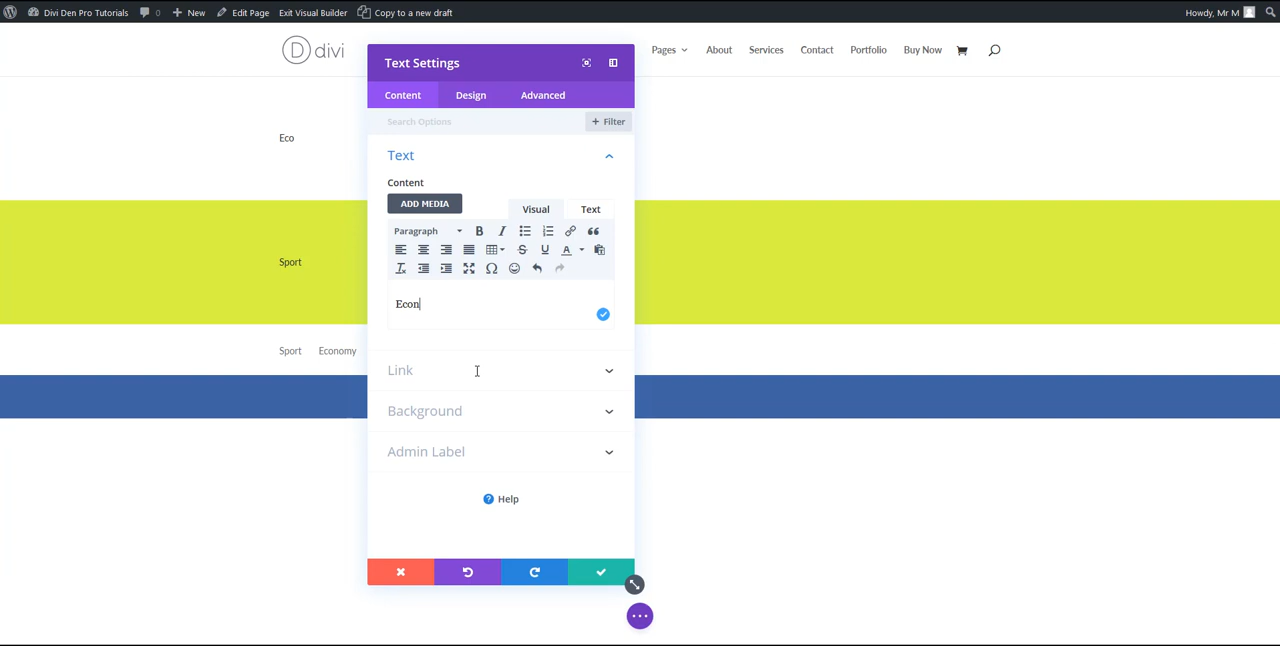 Divi Den Pro Tutorials 0 New Edit Page Exit Visual Builder Copy to a new draft Howdy, Mr M
D divi Pages About Services Contact Portfolio Buy Now
Text Settings
Content Design Advanced
Search Options + Filter
Eco
Text
Content
ADD MEDIA Visual Text
Paragraph B I
Sport
Econ
Sport Economy
Link
Background
Admin Label
? Help